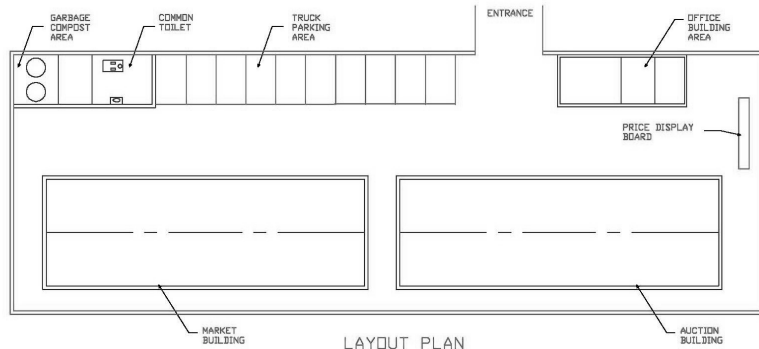 GARBAGE
COMPOST
AREA
COMMON
TOILET
TRUCK
PARKING
AREA
ENTRANCE
OFFICE
BUILDING
AREA
PRICE DISPLAY
BOARD
MARKET
BUILDING
AUCTION
BUILDING
LAYOUT PLAN